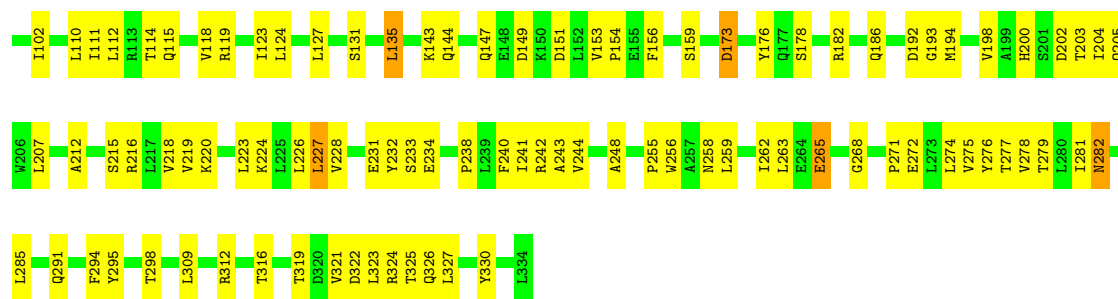 I102 L110 I111 L112 R113 T114 Q115 V118 R119 I123 L124 L127 S131 L135 K143 Q144 Q147 E148 D149 K150 D151 L152 V153 P154 E155 F156 S159 D173 Y176 Q177 S178 R182 Q186 D192 G193 M194 V198 A199 H200 S201 D202 T203 I204 Q205
W206 L207 A212 S215 R216 L217 V218 V219 K220 L223 K224 L225 L226 L227 V228 E231 Y232 S233 E234 P238 L239 F240 I241 R242 A243 V244 A248 P255 W256 A257 N258 L259 I262 L263 E264 E265 G268 P271 E272 L273 L274 V275 Y276 T277 V278 T279 L280 I281 N282
L285 Q291 F294 Y295 T298 L309 R312 T316 T319 D320 V321 D322 L323 R324 T325 Q326 L327 Y330 L334